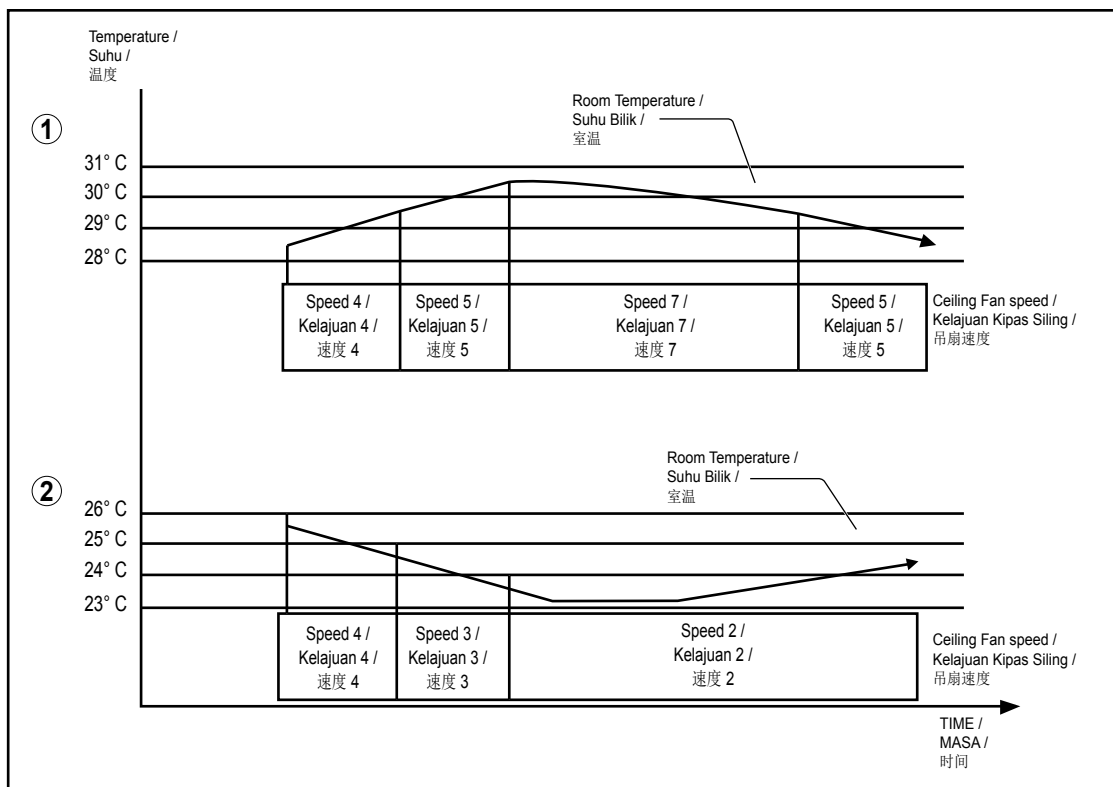 Temperature /
Suhu /
温度
1
Room Temperature /
Suhu Bilik /
室温
31° C
30° C
29° C
28° C
Speed 4 /
Kelajuan 4 /
速度 4
Speed 5 /
Kelajuan 5 /
速度 5
Speed 7 /
Kelajuan 7 /
速度 7
Speed 5 /
Kelajuan 5 /
速度 5
Ceiling Fan speed /
Kelajuan Kipas Siling /
吊扇速度
2
Room Temperature /
Suhu Bilik /
室温
26° C
25° C
24° C
23° C
Speed 4 /
Kelajuan 4 /
速度 4
Speed 3 /
Kelajuan 3 /
速度 3
Speed 2 /
Kelajuan 2 /
速度 2
Ceiling Fan speed /
Kelajuan Kipas Siling /
吊扇速度
TIME /
MASA /
时间